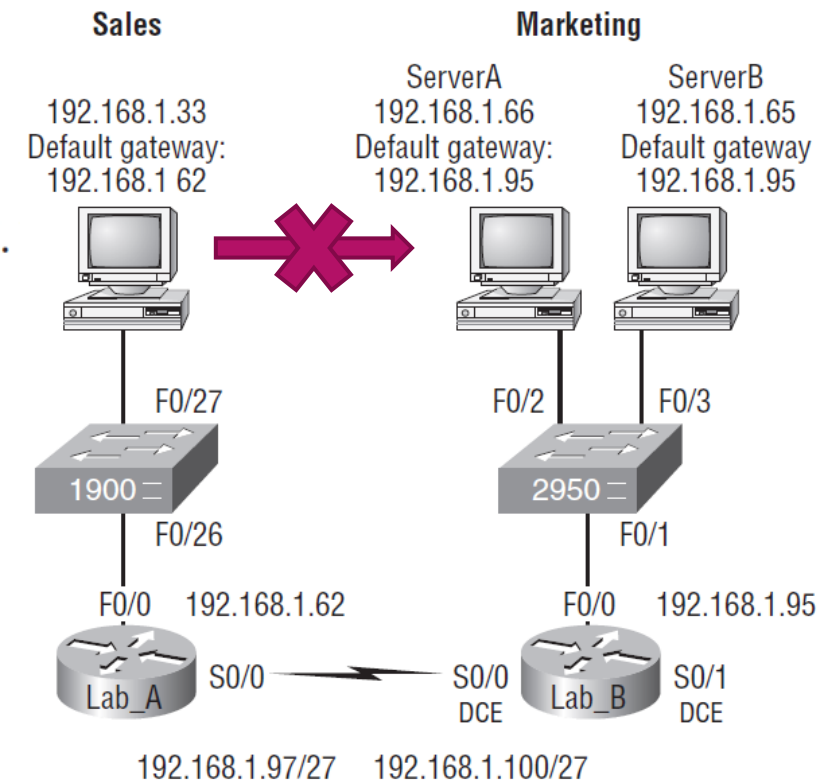 Sales
Marketing
192.168.1.33
Default gateway:
192.168.1 62
ServerA
192.168.1.66
Default gateway:
192.168.1.95
ServerB
192.168.1.65
Default gateway
192.168.1.95
.
F0/27
F0/2
F0/3
1900
2950
F0/26
F0/1
F0/0
192.168.1.62
F0/0
192.168.1.95
Lab_A
S0/0
S0/0
DCE
Lab_B
S0/1
DCE
192.168.1.97/27
192.168.1.100/27